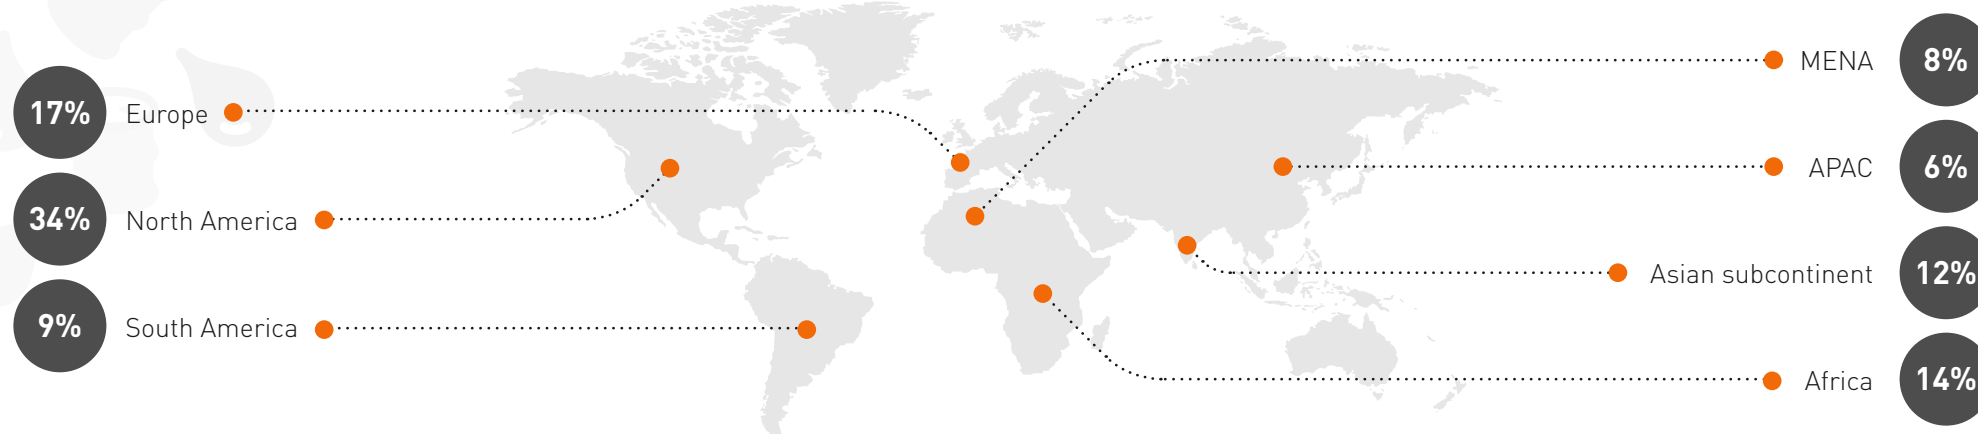 17% Europe
34% North America
9% South America
MENA 8%
APAC 6%
Asian subcontinent 12%
Africa 14%